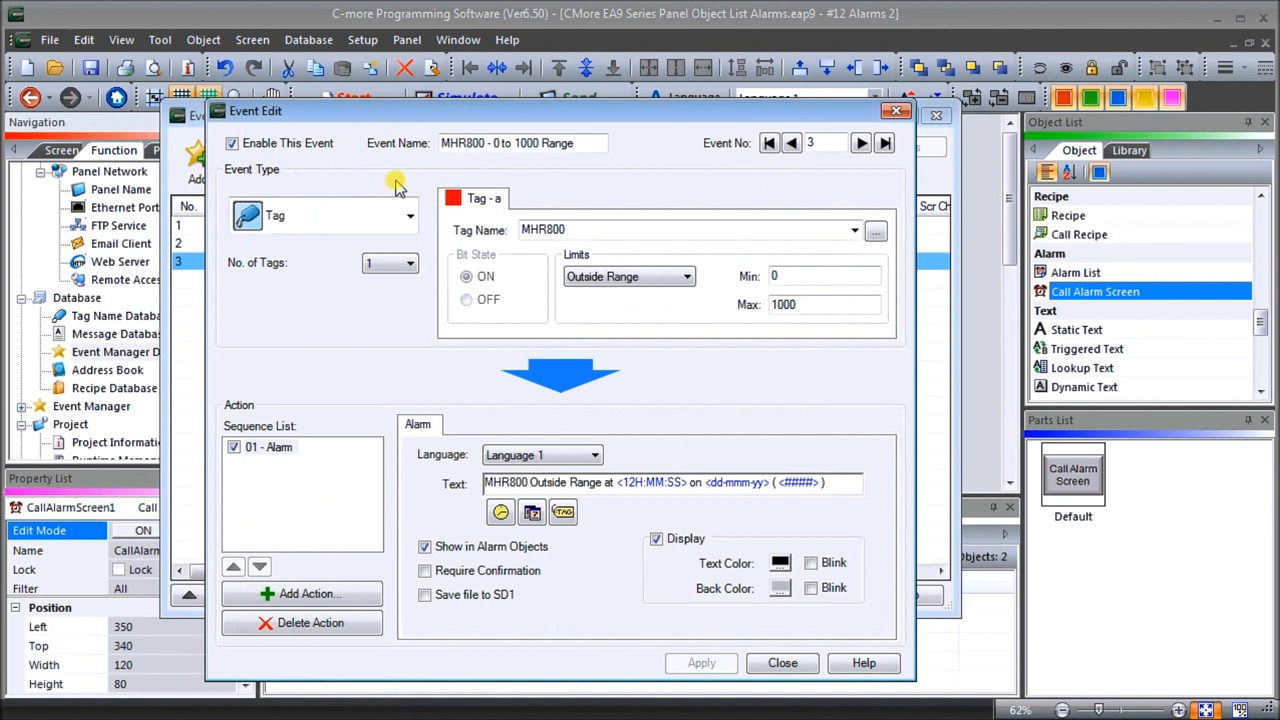 C-more Programming Software (Ver6.50) - [CMore EA9 Series Panel Object List Alarms.eap9 - #12 Alarms 2]
File Edit View Tool Object Screen Database Setup Panel Window Help
Navigation
Screen Function
Panel Network
Panel Name
Ethernet Port
FTP Service
Email Client
Web Server
Remote Acces
Database
Tag Name Databa
Message Databas
Event Manager D
Address Book
Recipe Database
Event Manager
Project
Project Informatio
Property List
CallAlarmScreen1 Call
Edit Mode ON
Name CallAlarm
Lock Lock
Filter All
Position
Left 350
Top 340
Width 120
Height 80
No.
1
2
3
Add
Scr Ch
Event Edit
Enable This Event Event Name: MHR800 - 0 to 1000 Range Event No: 3
Event Type
Tag
No. of Tags: 1
Tag - a
Tag Name: MHR800 ...
Bit State
ON
OFF
Limits
Outside Range
Min: 0
Max: 1000
Action
Sequence List:
01 - Alarm
Add Action...
Delete Action
Alarm
Language: Language 1
Text: MHR800 Outside Range at <12H:MM:SS> on <dd-mmm-yy> ( <####> )
TAG
Show in Alarm Objects
Require Confirmation
Save file to SD1
Display
Text Color: ... Blink
Back Color: ... Blink
Apply Close Help
Object List
Object Library
Recipe
Recipe
Call Recipe
Alarm
Alarm List
Call Alarm Screen
Text
Static Text
Triggered Text
Lookup Text
Dynamic Text
Parts List
Call Alarm
Screen
Default
Objects: 2
62%